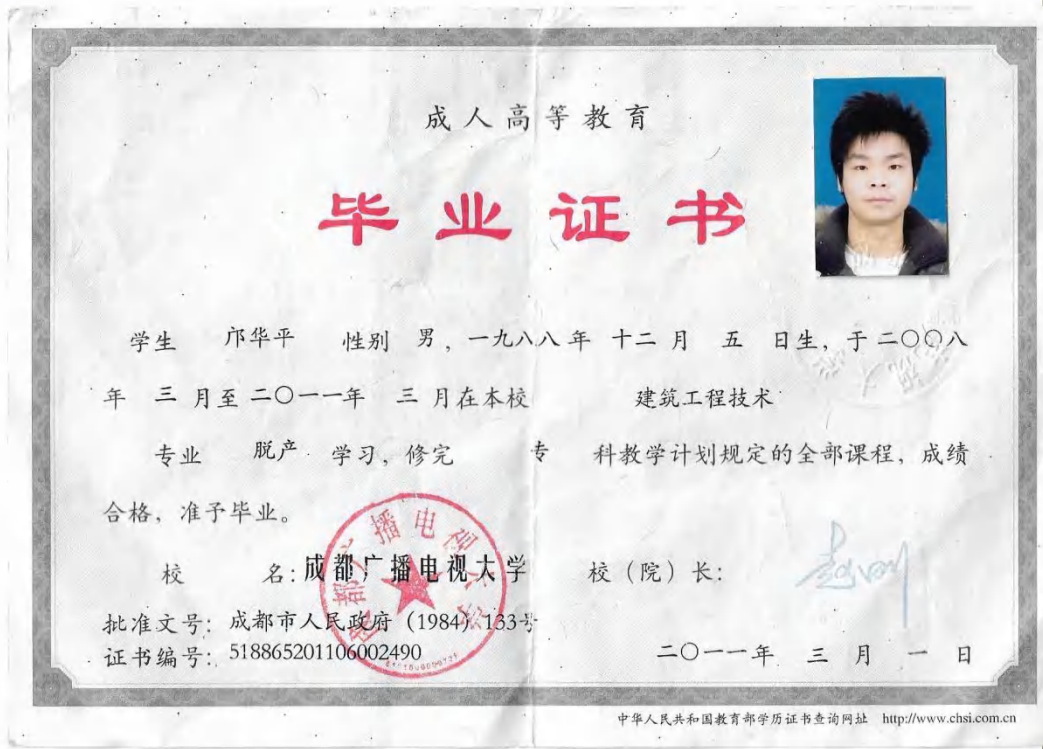 成人高等教育
毕业证书
学生 邝华平 性别 男，一九八八年 十二月 五 日生，于二〇〇八
年 三 月至 二〇一一年 三 月在本校 建筑工程技术
专业 脱产 学习，修完 专 科教学计划规定的全部课程，成绩
合格，准予毕业。
校 名：成都广播电视大学 校（院）长：
批准文号：成都市人民政府（1984）133号
证书编号：518865201106002490
二〇一一年 三 月 一 日
中华人民共和国教育部学历证书查询网址 http://www.chsi.com.cn